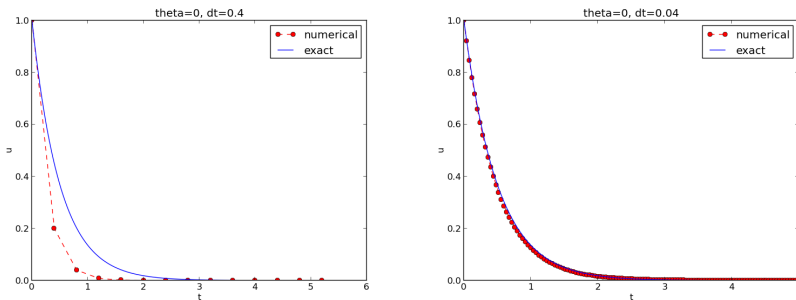 theta=0, dt=0.4
1.0
0.8
0.6
0.4
0.2
0.0
u
numerical
exact
0 1 2 3 4 5 6
t
theta=0, dt=0.04
1.0
0.8
0.6
0.4
0.2
0.0
u
numerical
exact
0 1 2 3 4
t